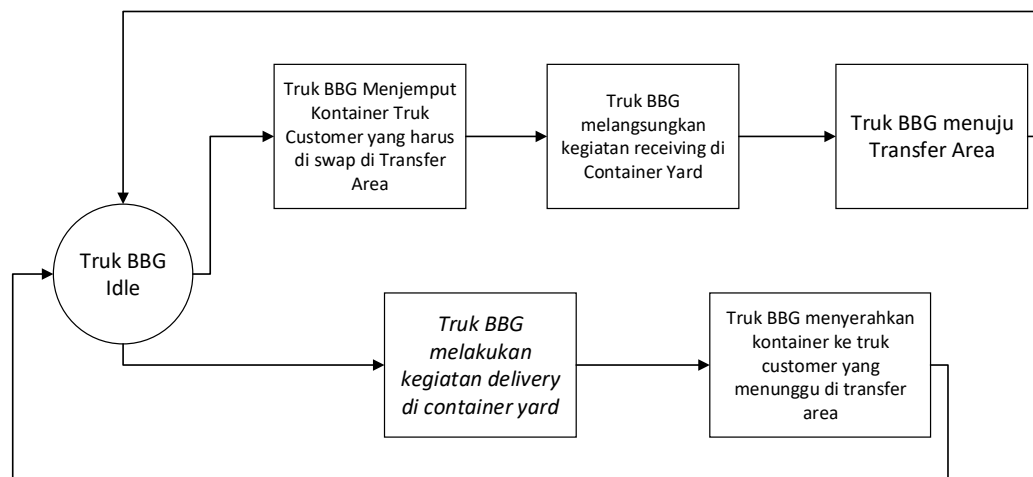 Truk BBG Menjemput
Kontainer Truk
Customer yang harus
di swap di Transfer
Area
Truk BBG
melangsungkan
kegiatan receiving di
Container Yard
Truk BBG menuju
Transfer Area
Truk BBG
Idle
Truk BBG
melakukan
kegiatan delivery
di container yard
Truk BBG menyerahkan
kontainer ke truk
customer yang
menunggu di transfer
area